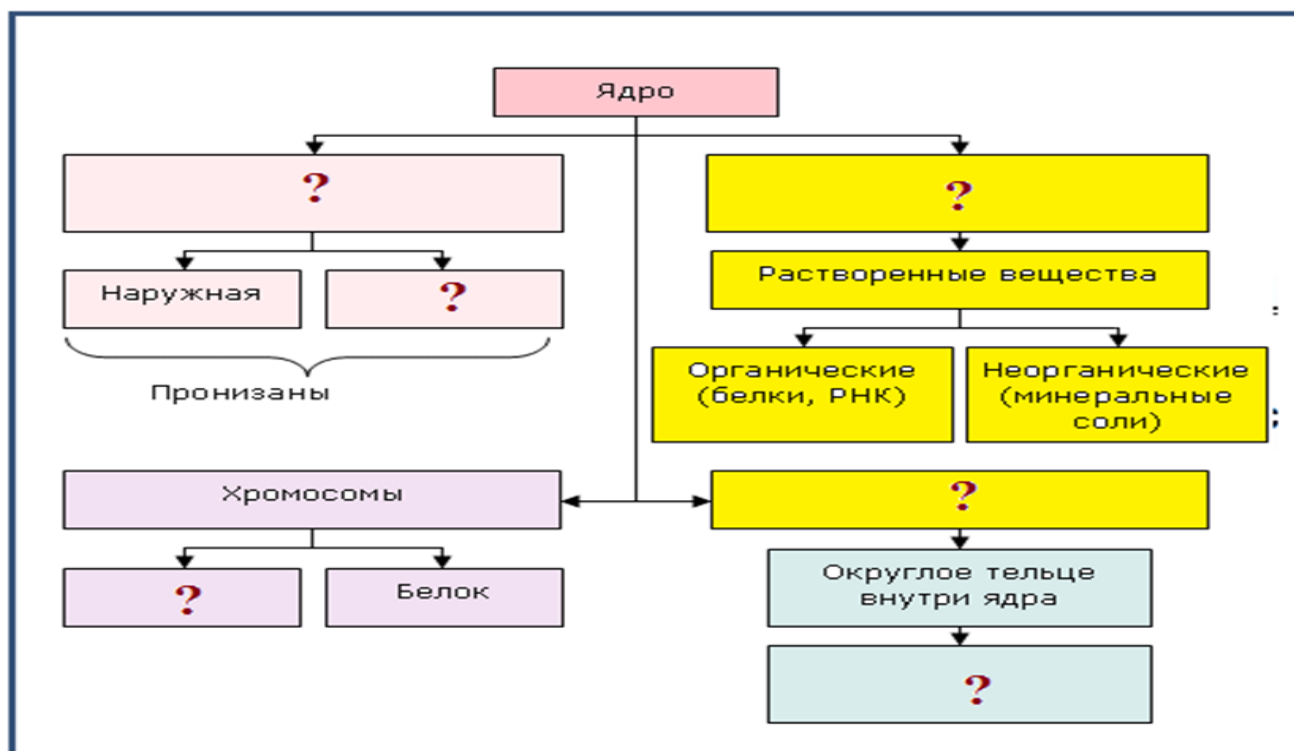 Ядро
?
?
Наружная
?
Растворенные вещества
Пронизаны
Органические
(белки, РНК)
Неорганические
(минеральные
соли)
Хромосомы
?
?
Белок
Округлое тельце
внутри ядра
?